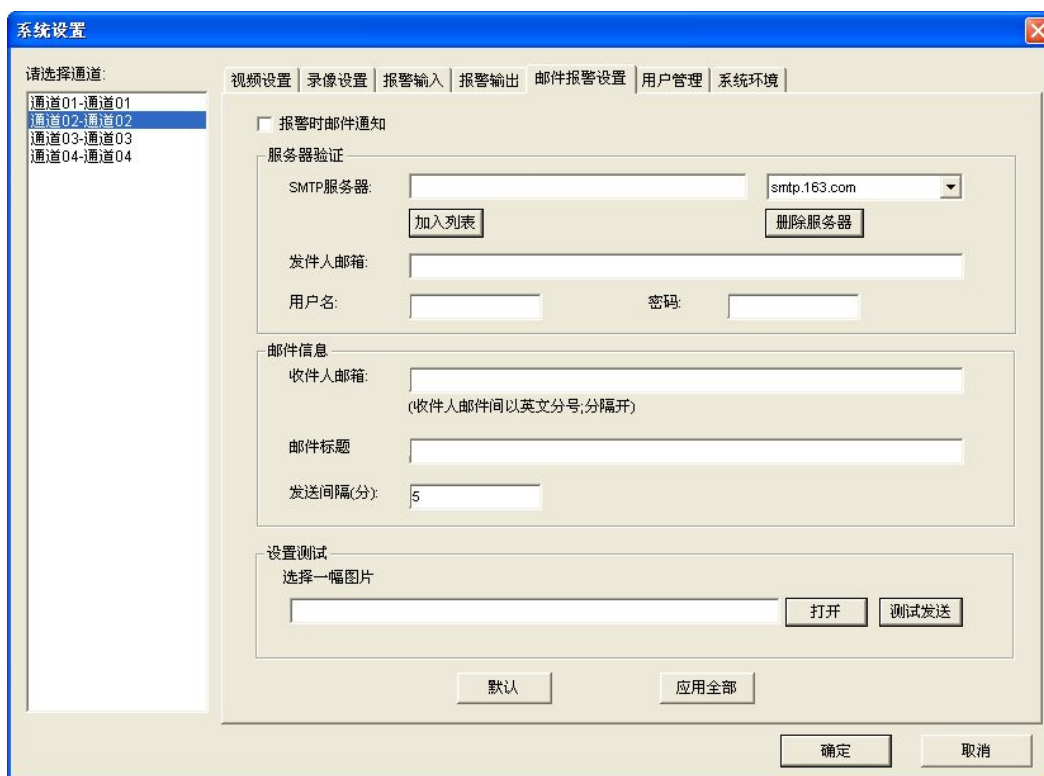 系统设置
请选择通道:
通道01-通道01
通道02-通道02
通道03-通道03
通道04-通道04
视频设置 录像设置 报警输入 报警输出 邮件报警设置 用户管理 系统环境
报警时邮件通知
服务器验证
SMTP服务器: smtp.163.com
加入列表 删除服务器
发件人邮箱:
用户名: 密码:
邮件信息
收件人邮箱:
(收件人邮件间以英文分号;分隔开)
邮件标题
发送间隔(分): 5
设置测试
选择一幅图片
打开 测试发送
默认 应用全部
确定 取消